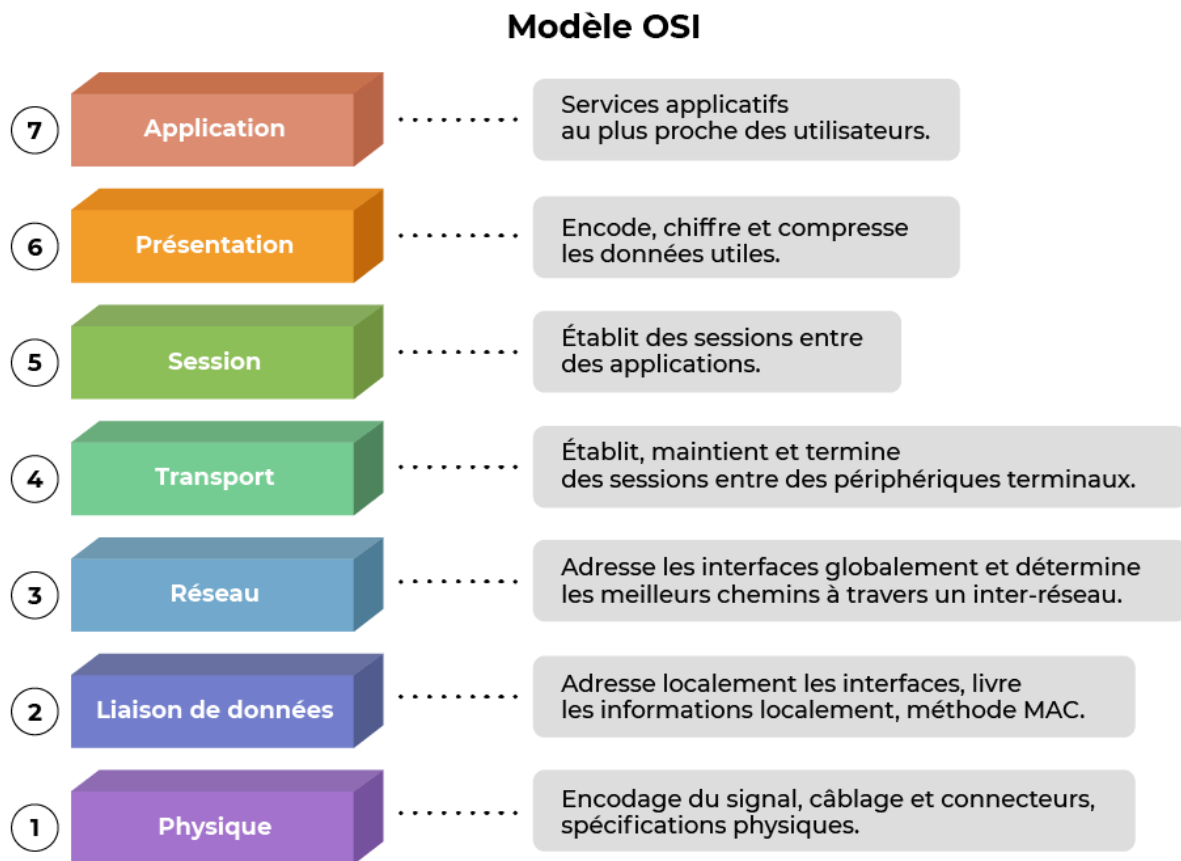 Modèle OSI
7
Application
Services applicatifs
au plus proche des utilisateurs.
6
Présentation
Encode, chiffre et compresse
les données utiles.
5
Session
Établit des sessions entre
des applications.
4
Transport
Établit, maintient et termine
des sessions entre des périphériques terminaux.
3
Réseau
Adresse les interfaces globalement et détermine
les meilleurs chemins à travers un inter-réseau.
2
Liaison de données
Adresse localement les interfaces, livre
les informations localement, méthode MAC.
1
Physique
Encodage du signal, câblage et connecteurs,
spécifications physiques.